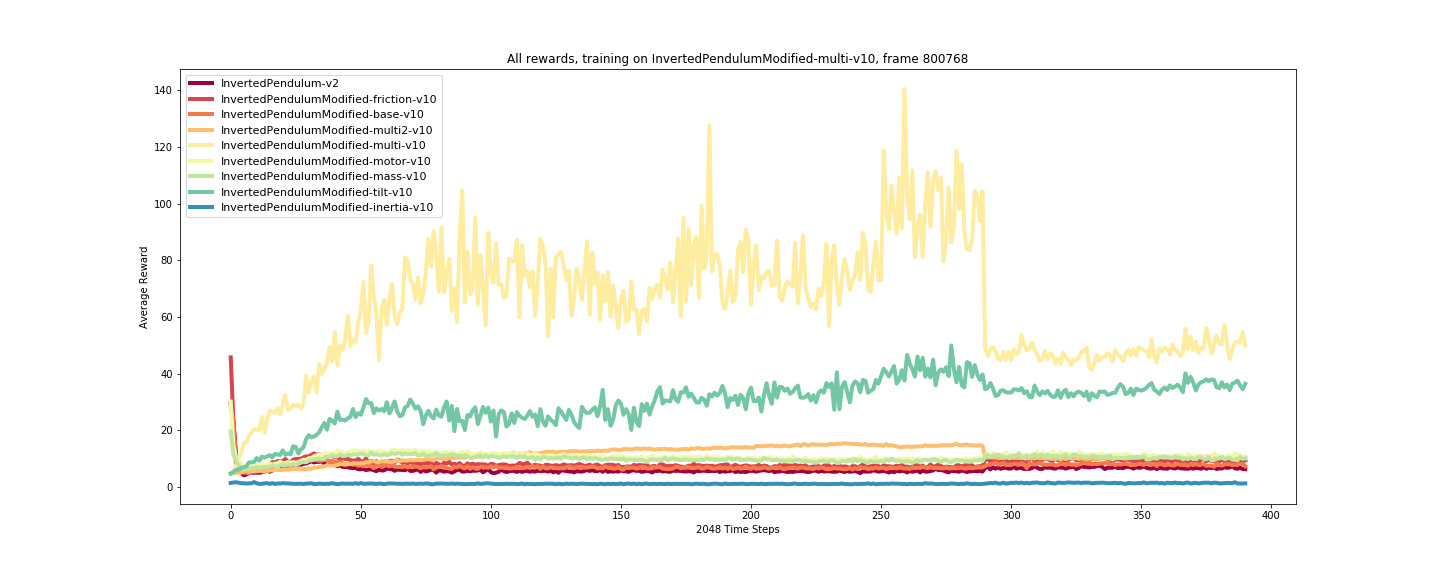 All rewards, training on InvertedPendulumModified-multi-v10, frame 800768
InvertedPendulum-v2
InvertedPendulumModified-friction-v10
InvertedPendulumModified-base-v10
InvertedPendulumModified-multi2-v10
InvertedPendulumModified-multi-v10
InvertedPendulumModified-motor-v10
InvertedPendulumModified-mass-v10
InvertedPendulumModified-tilt-v10
InvertedPendulumModified-inertia-v10
Average Reward
140
120
100
80
60
40
20
0
0 50 100 150 200 250 300 350 400
2048 Time Steps